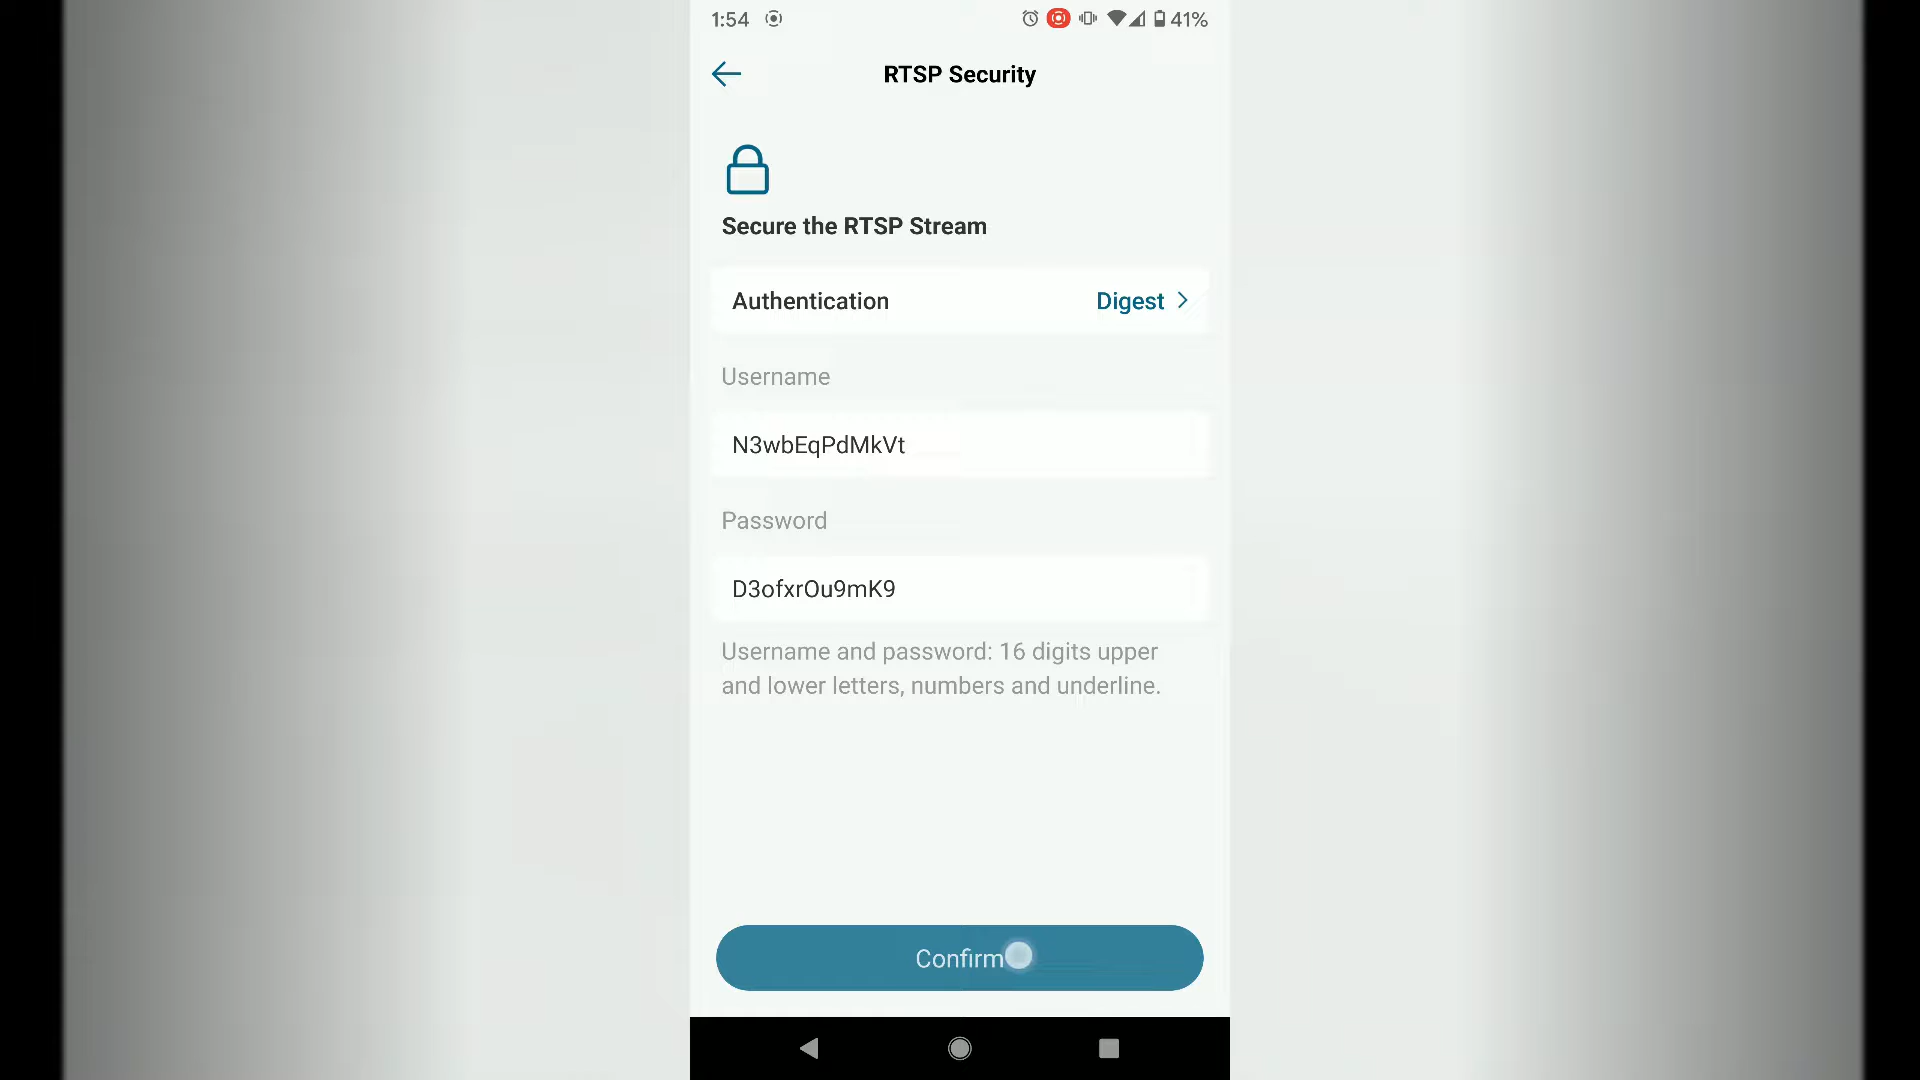 1:54
41%
RTSP Security
Secure the RTSP Stream
Authentication
Digest
Username
N3wbEqPdMkVt
Password
D3ofxrOu9mK9
Username and password: 16 digits upper
and lower letters, numbers and underline.
Confirm